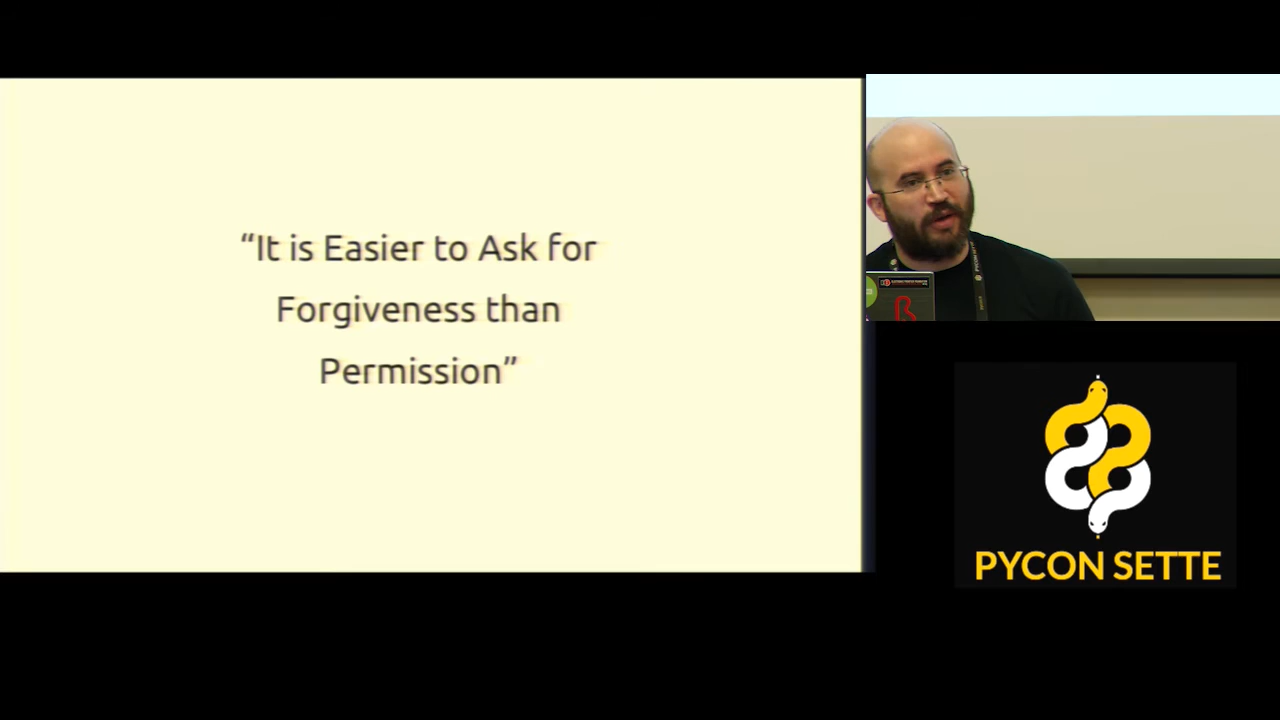 “It is Easier to Ask for
Forgiveness than
Permission”
PYCON SETTE